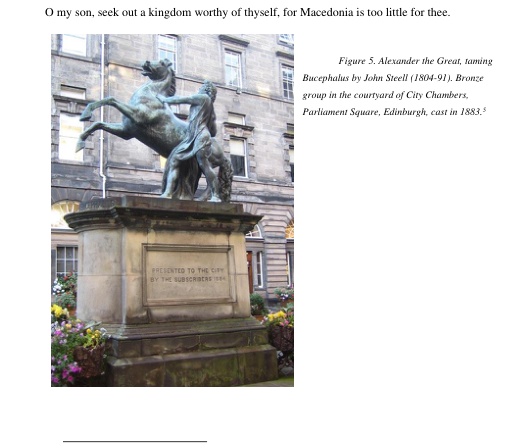 O my son, seek out a kingdom worthy of thyself, for Macedonia is too little for thee.
Figure 5. Alexander the Great, taming
Bucephalus by John Steell (1804-91). Bronze
group in the courtyard of City Chambers,
Parliament Square, Edinburgh, cast in 1883.⁵
PRESENTED TO THE CITY
BY THE SUBSCRIBERS